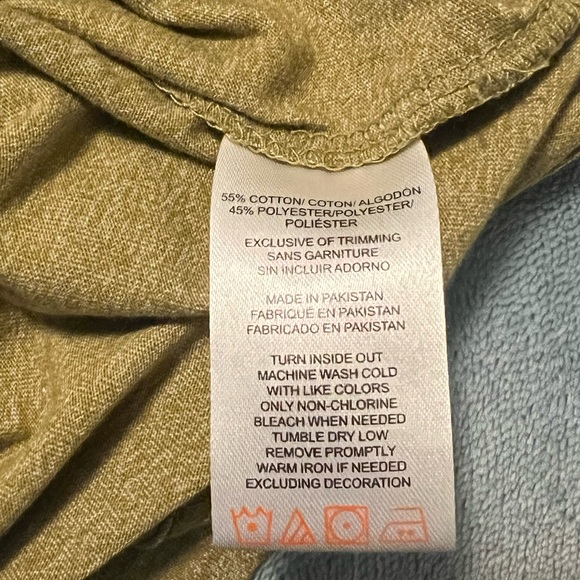 55% COTTON/ COTON/ ALGODÓN
45% POLYESTER/POLYESTER/
POLIÉSTER
EXCLUSIVE OF TRIMMING
SANS GARNITURE
SIN INCLUIR ADORNO
MADE IN PAKISTAN
FABRIQUÉ EN PAKISTAN
FABRICADO EN PAKISTAN
TURN INSIDE OUT
MACHINE WASH COLD
WITH LIKE COLORS
ONLY NON-CHLORINE
BLEACH WHEN NEEDED
TUMBLE DRY LOW
REMOVE PROMPTLY
WARM IRON IF NEEDED
EXCLUDING DECORATION